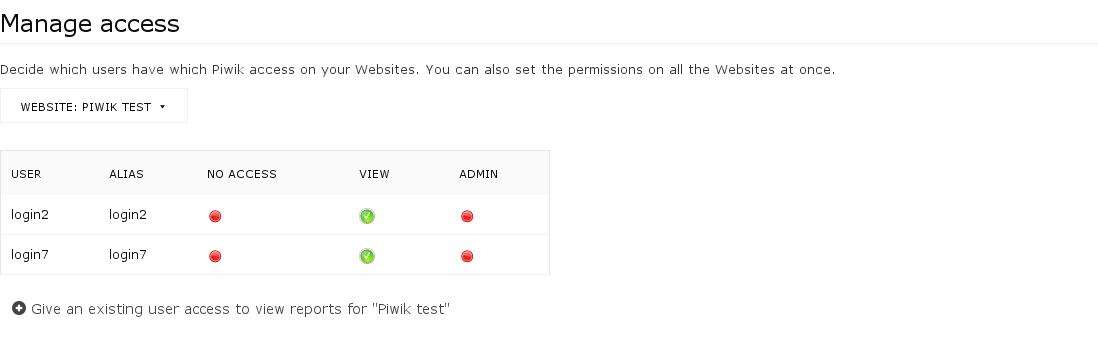 Manage access
Decide which users have which Piwik access on your Websites. You can also set the permissions on all the Websites at once.
WEBSITE: PIWIK TEST
USER ALIAS NO ACCESS VIEW ADMIN
login2 login2
login7 login7
Give an existing user access to view reports for "Piwik test"